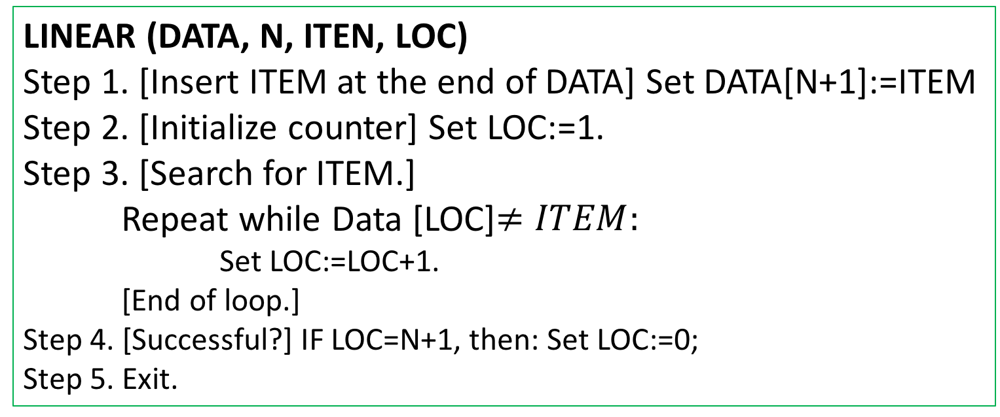 LINEAR (DATA, N, ITEN, LOC)
Step 1. [Insert ITEM at the end of DATA] Set DATA[N+1]:=ITEM
Step 2. [Initialize counter] Set LOC:=1.
Step 3. [Search for ITEM.]
Repeat while Data [LOC]≠ ITEM:
Set LOC:=LOC+1.
[End of loop.]
Step 4. [Successful?] IF LOC=N+1, then: Set LOC:=0;
Step 5. Exit.